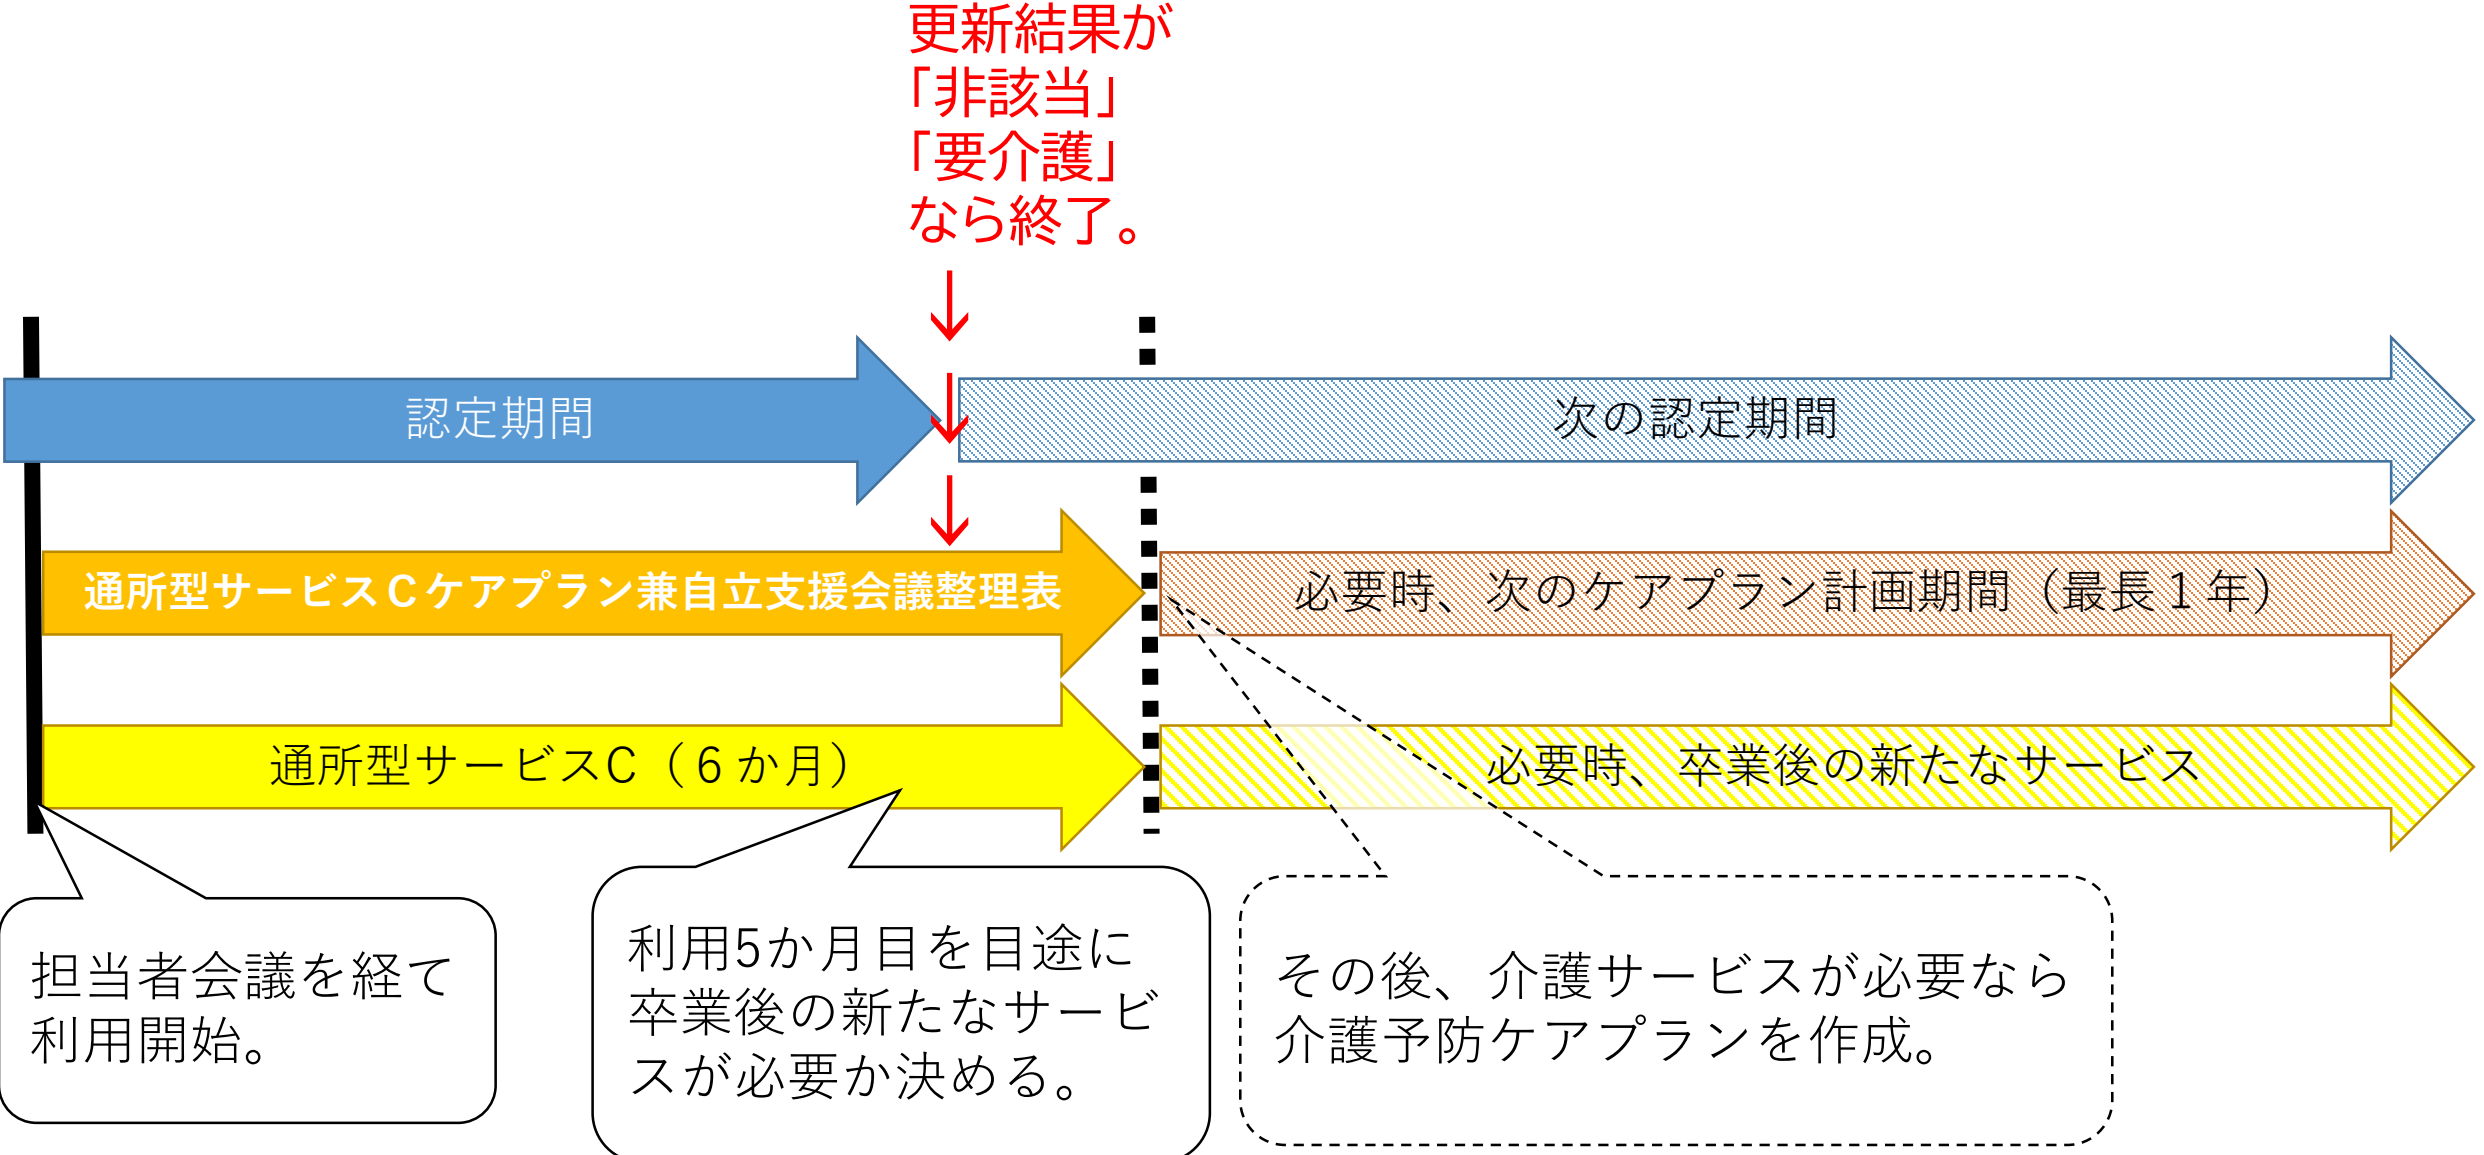 更新結果が
「非該当」
「要介護」
なら終了。
認定期間
次の認定期間
通所型サービスＣケアプラン兼自立支援会議整理表
必要時、次のケアプラン計画期間（最長１年）
通所型サービスC（６か月）
必要時、卒業後の新たなサービス
担当者会議を経て
利用開始。
利用5か月目を目途に
卒業後の新たなサービ
スが必要か決める。
その後、介護サービスが必要なら
介護予防ケアプランを作成。